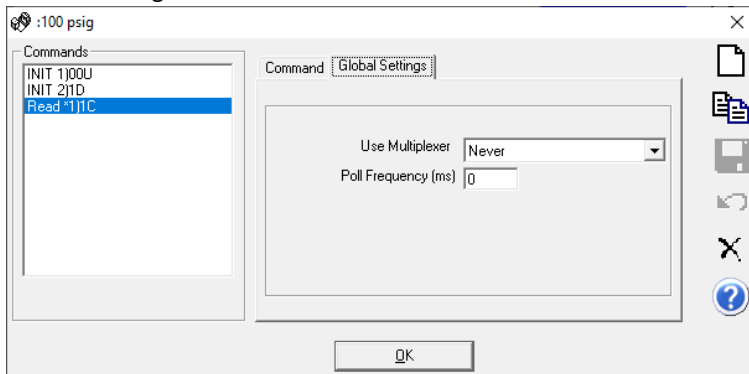 :100 psig
Commands
INIT 1)00U
INIT 2)1D
Read *1)1C
Command
Global Settings
Use Multiplexer
Never
Poll Frequency (ms)
0
?
OK